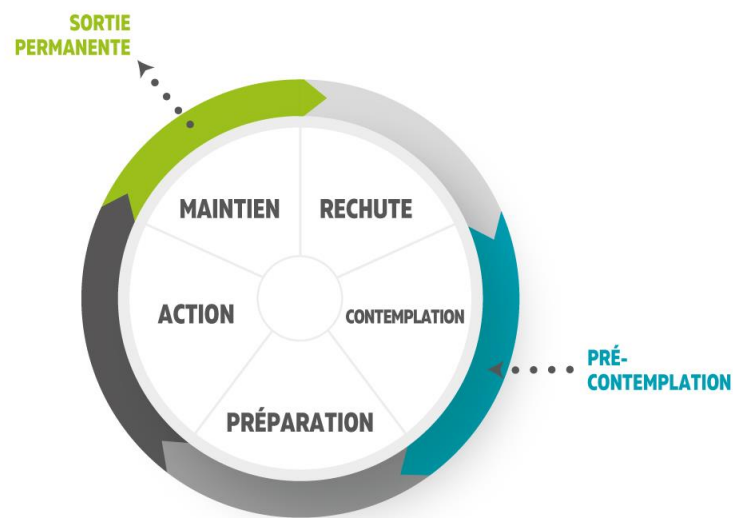 SORTIE
PERMANENTE
MAINTIEN
RECHUTE
ACTION
CONTEMPLATION
PRÉ-
CONTEMPLATION
PRÉPARATION